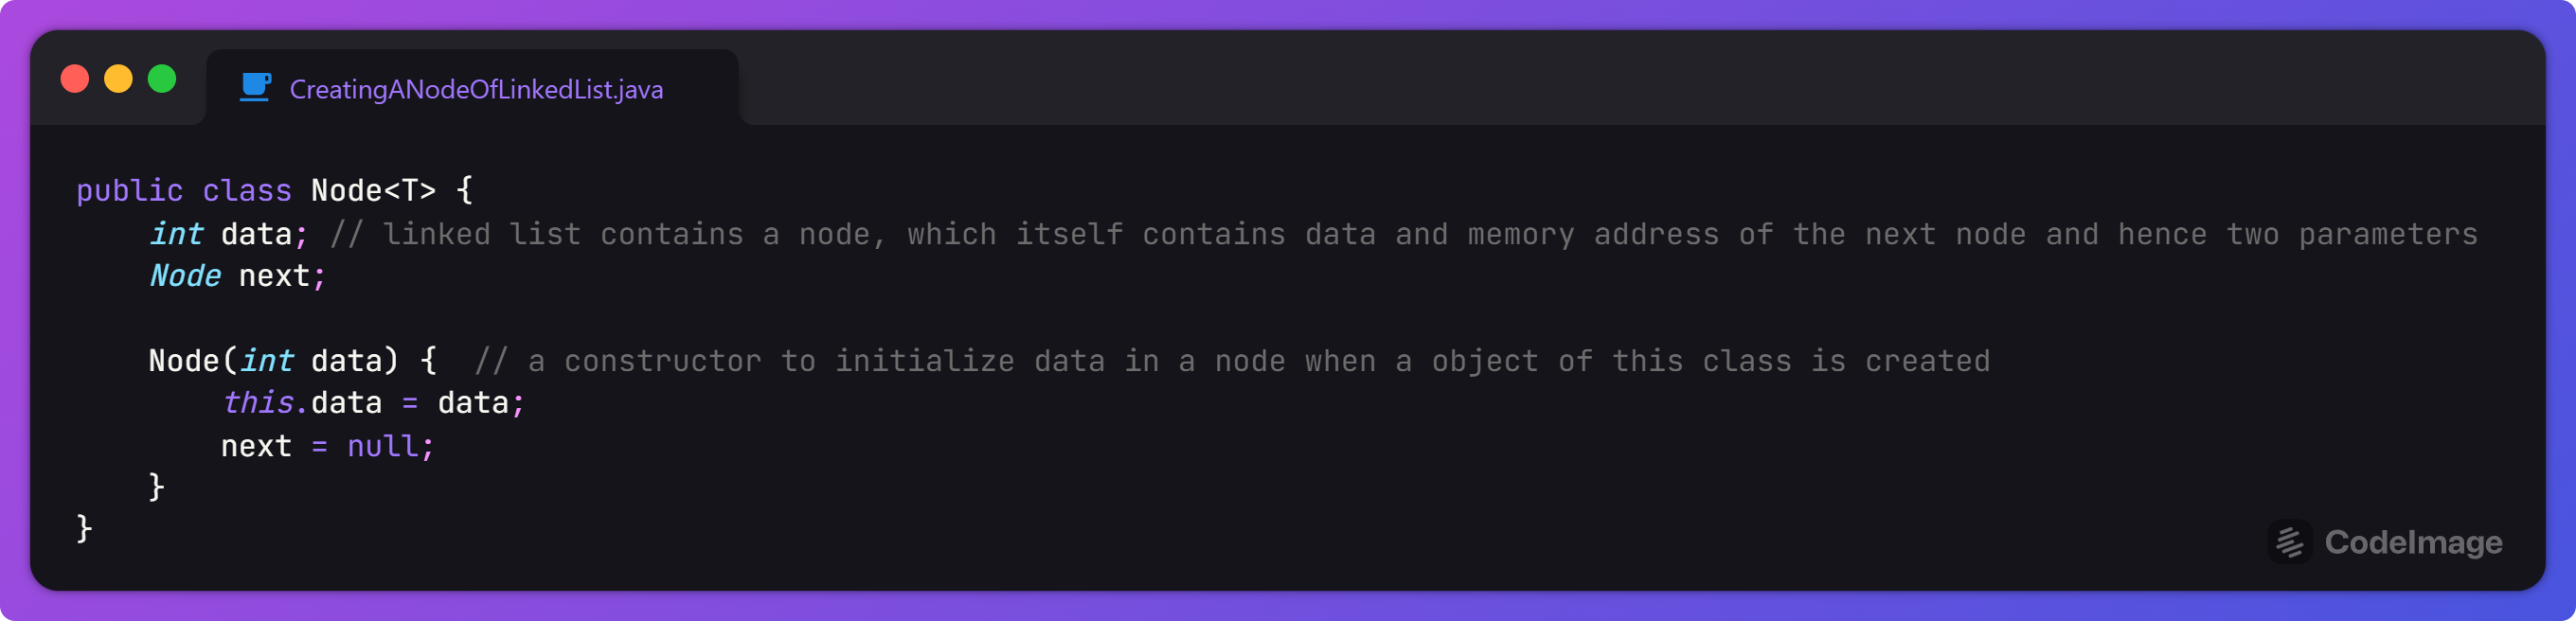 CreatingANodeOfLinkedList.java
public class Node<T> {
    int data; // linked list contains a node, which itself contains data and memory address of the next node and hence two parameters
    Node next;
    Node(int data) {  // a constructor to initialize data in a node when a object of this class is created
        this.data = data;
        next = null;
    }
}
CodeImage